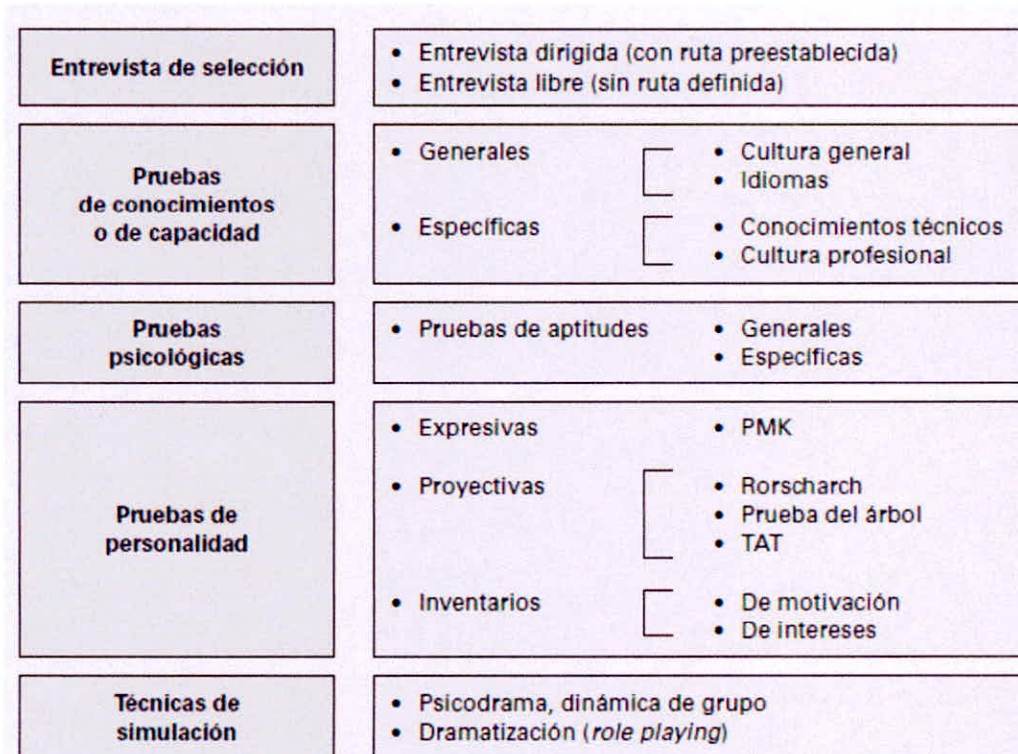 Entrevista de selección
• Entrevista dirigida (con ruta preestablecida)
• Entrevista libre (sin ruta definida)
Pruebas
de conocimientos
o de capacidad
• Generales
• Cultura general
• Idiomas
• Específicas
• Conocimientos técnicos
• Cultura profesional
Pruebas
psicológicas
• Pruebas de aptitudes
• Generales
• Específicas
Pruebas de
personalidad
• Expresivas
• PMK
• Proyectivas
• Rorscharch
• Prueba del árbol
• TAT
• Inventarios
• De motivación
• De intereses
Técnicas de
simulación
• Psicodrama, dinámica de grupo
• Dramatización (role playing)